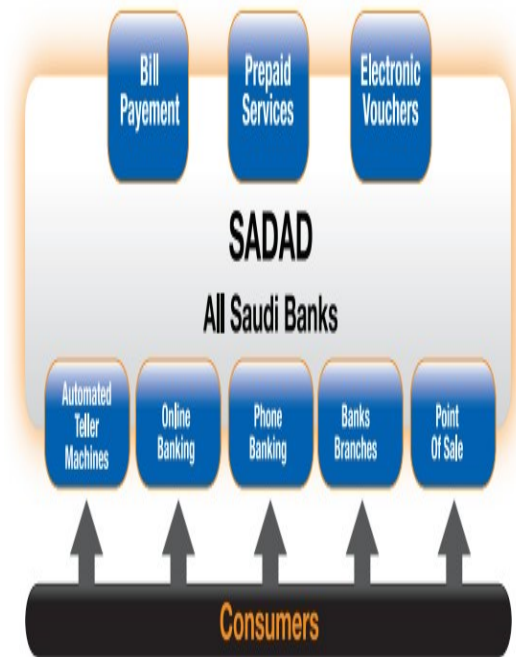 Bill
Payement
Prepaid
Services
Electronic
Vouchers
SADAD
All Saudi Banks
Automated
Teller
Machines
Online
Banking
Phone
Banking
Banks
Branches
Point
Of Sale
Consumers